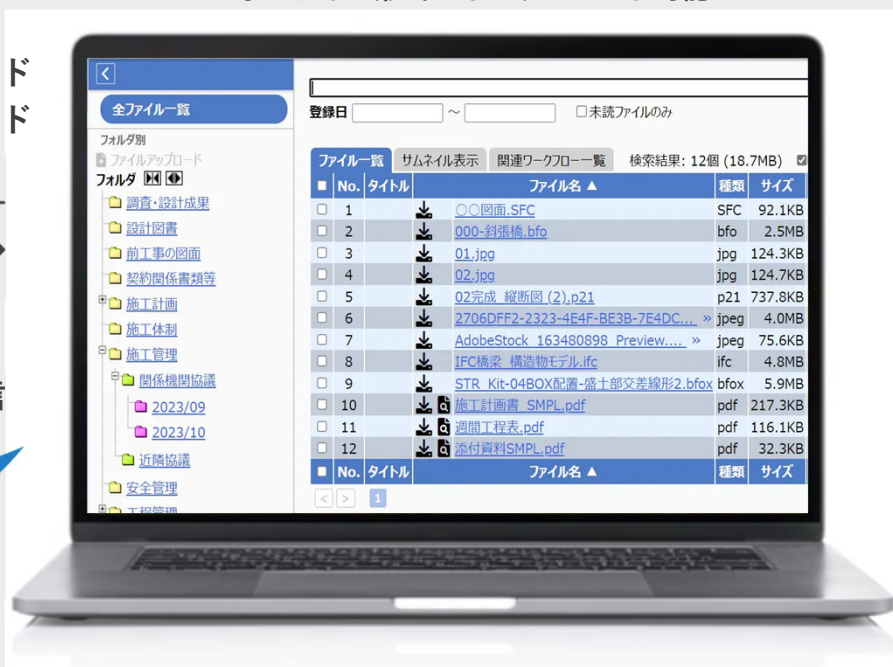 ド
ド
全ファイル一覧
フォルダ別
ファイルアップロード
フォルダ
調査・設計成果
設計図書
前工事の図面
契約関係書類等
施工計画
施工体制
施工管理
関係機関協議
2023/09
2023/10
近隣協議
安全管理
工程管理
登録日 ~ 未読ファイルのみ
ファイル一覧 サムネイル表示 関連ワークフロー一覧 検索結果: 12個 (18.7MB)
No. タイトル ファイル名 ▲ 種類 サイズ
1 ○○図面.SFC SFC 92.1KB
2 000-斜張橋.bfo bfo 2.5MB
3 01.jpg jpg 124.3KB
4 02.jpg jpg 124.7KB
5 02完成_縦断図 (2).p21 p21 737.8KB
6 2706DFF2-2323-4E4F-BE3B-7E4DC... » jpeg 4.0MB
7 AdobeStock_163480898_Preview.... » jpeg 75.6KB
8 IFC橋梁_構造物モデル.ifc ifc 4.8MB
9 STR_Kit-04BOX配置-盛土部交差線形2.bfox bfox 5.9MB
10 施工計画書_SMPL.pdf pdf 217.3KB
11 週間工程表.pdf pdf 116.1KB
12 添付資料SMPL.pdf pdf 32.3KB
No. タイトル ファイル名 ▲ 種類 サイズ
< > 1